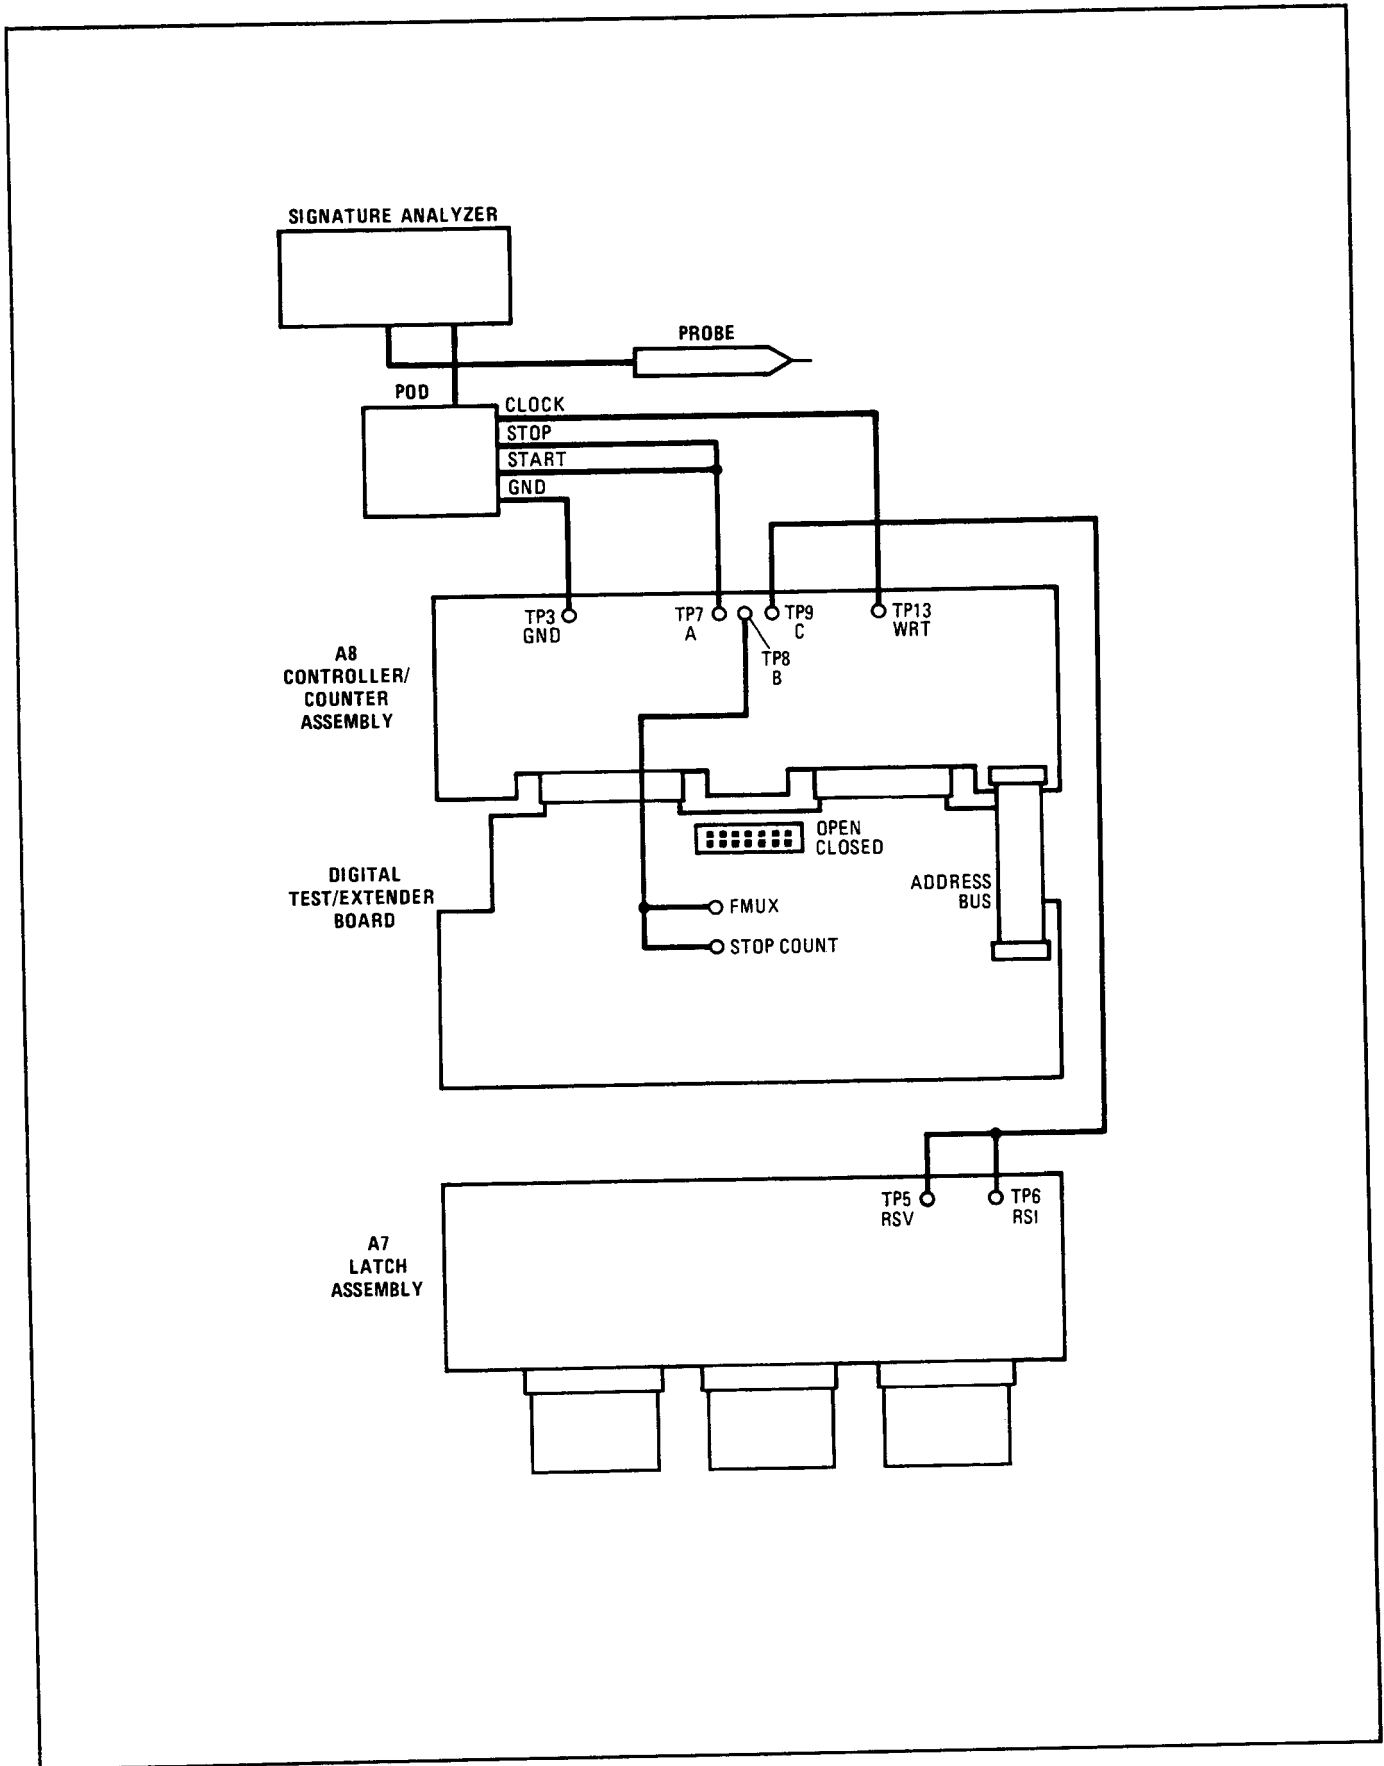 SIGNATURE ANALYZER
PROBE
POD
CLOCK
STOP
START
GND
TP3
GND
TP7
A
TP9
C
TP13
WRT
TP8
B
A8
CONTROLLER/
COUNTER
ASSEMBLY
OPEN
CLOSED
DIGITAL
TEST/EXTENDER
BOARD
ADDRESS
BUS
FMUX
STOP COUNT
TP5
RSV
TP6
RSI
A7
LATCH
ASSEMBLY